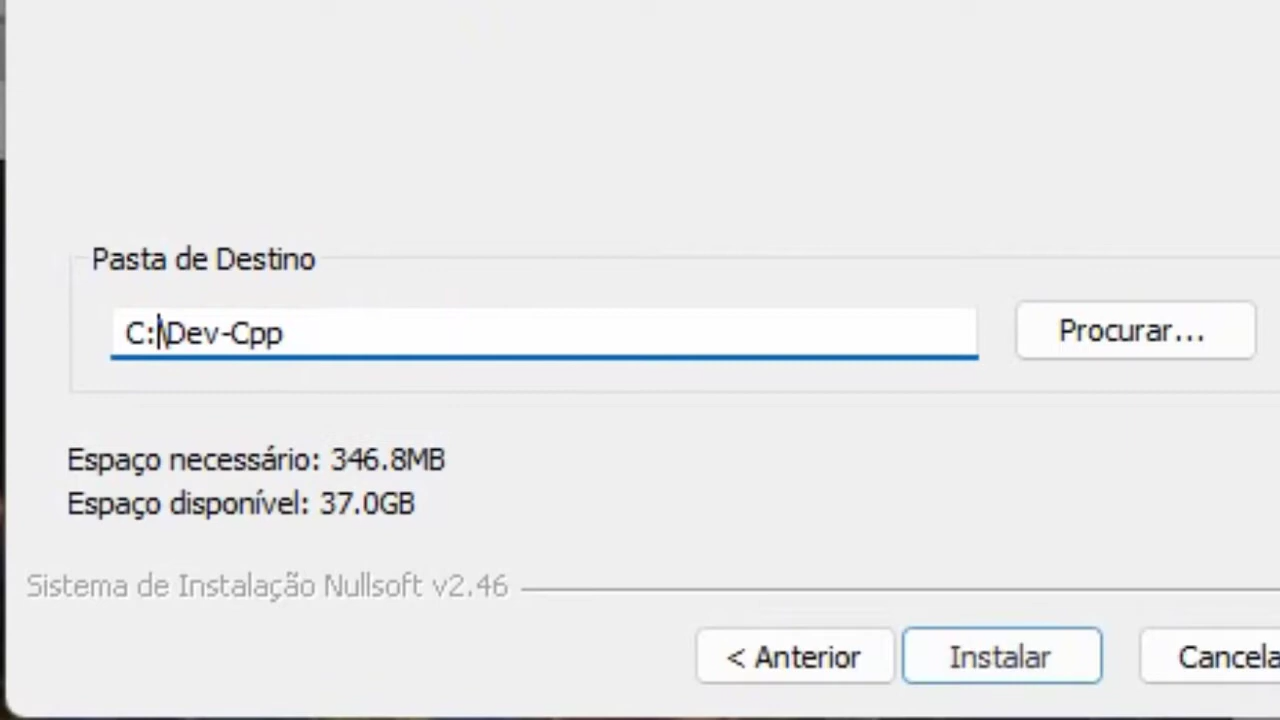 Pasta de Destino
C:\Dev-Cpp
Procurar...
Espaço necessário: 346.8MB
Espaço disponível: 37.0GB
Sistema de Instalação Nullsoft v2.46
< Anterior
Instalar
Cancela